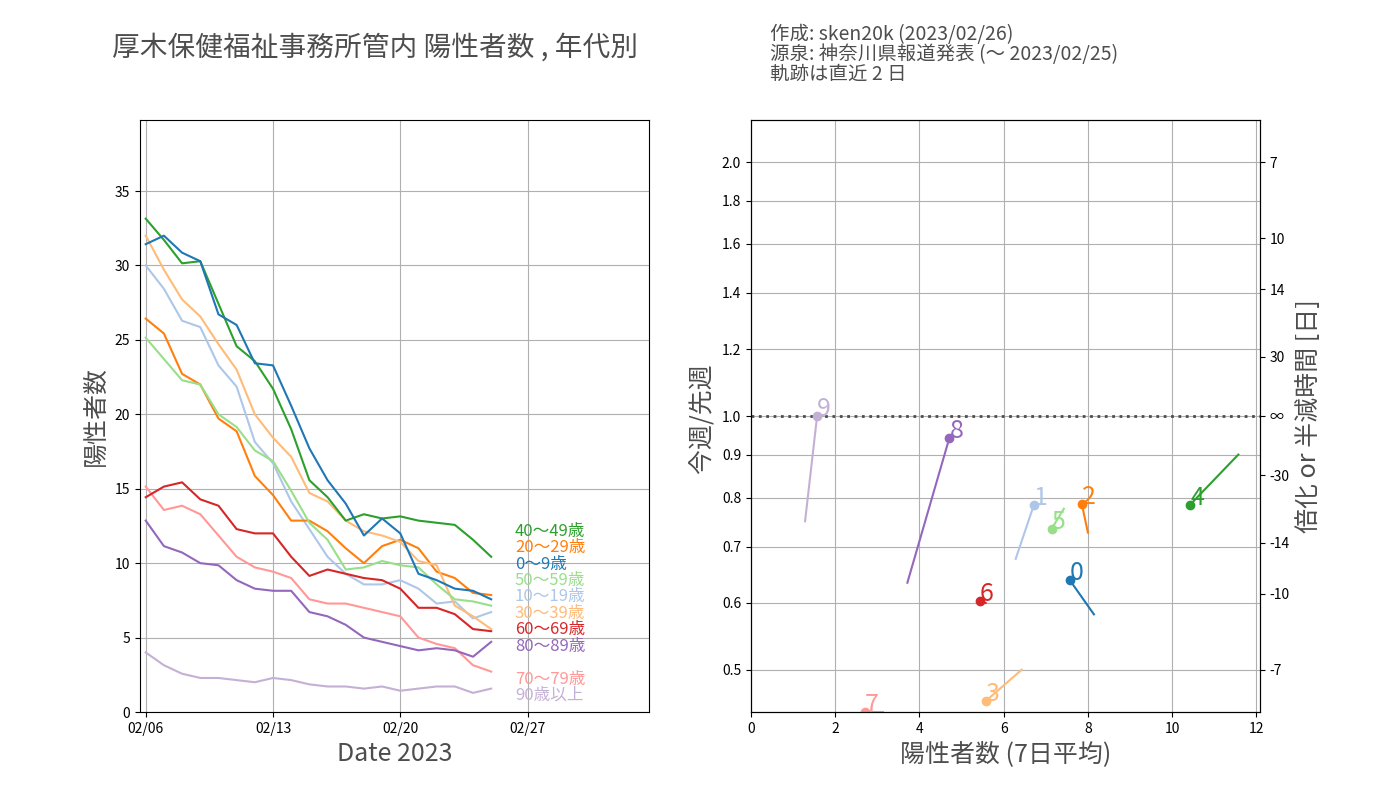 厚木保健福祉事務所管内 陽性者数 , 年代別
作成: sken20k (2023/02/26)
源泉: 神奈川県報道発表 (～ 2023/02/25)
軌跡は直近 2 日
陽性者数
35
30
25
20
15
10
5
0
02/06
02/13
02/20
02/27
Date 2023
40～49歳
20～29歳
0～9歳
50～59歳
10～19歳
30～39歳
60～69歳
80～89歳
70～79歳
90歳以上
今週/先週
2.0
1.8
1.6
1.4
1.2
1.0
0.9
0.8
0.7
0.6
0.5
0
2
4
6
8
10
12
陽性者数 (7日平均)
9
8
1
2
4
5
0
6
3
7
7
10
14
30
∞
-30
-14
-10
-7
倍化 or 半減時間 [日]